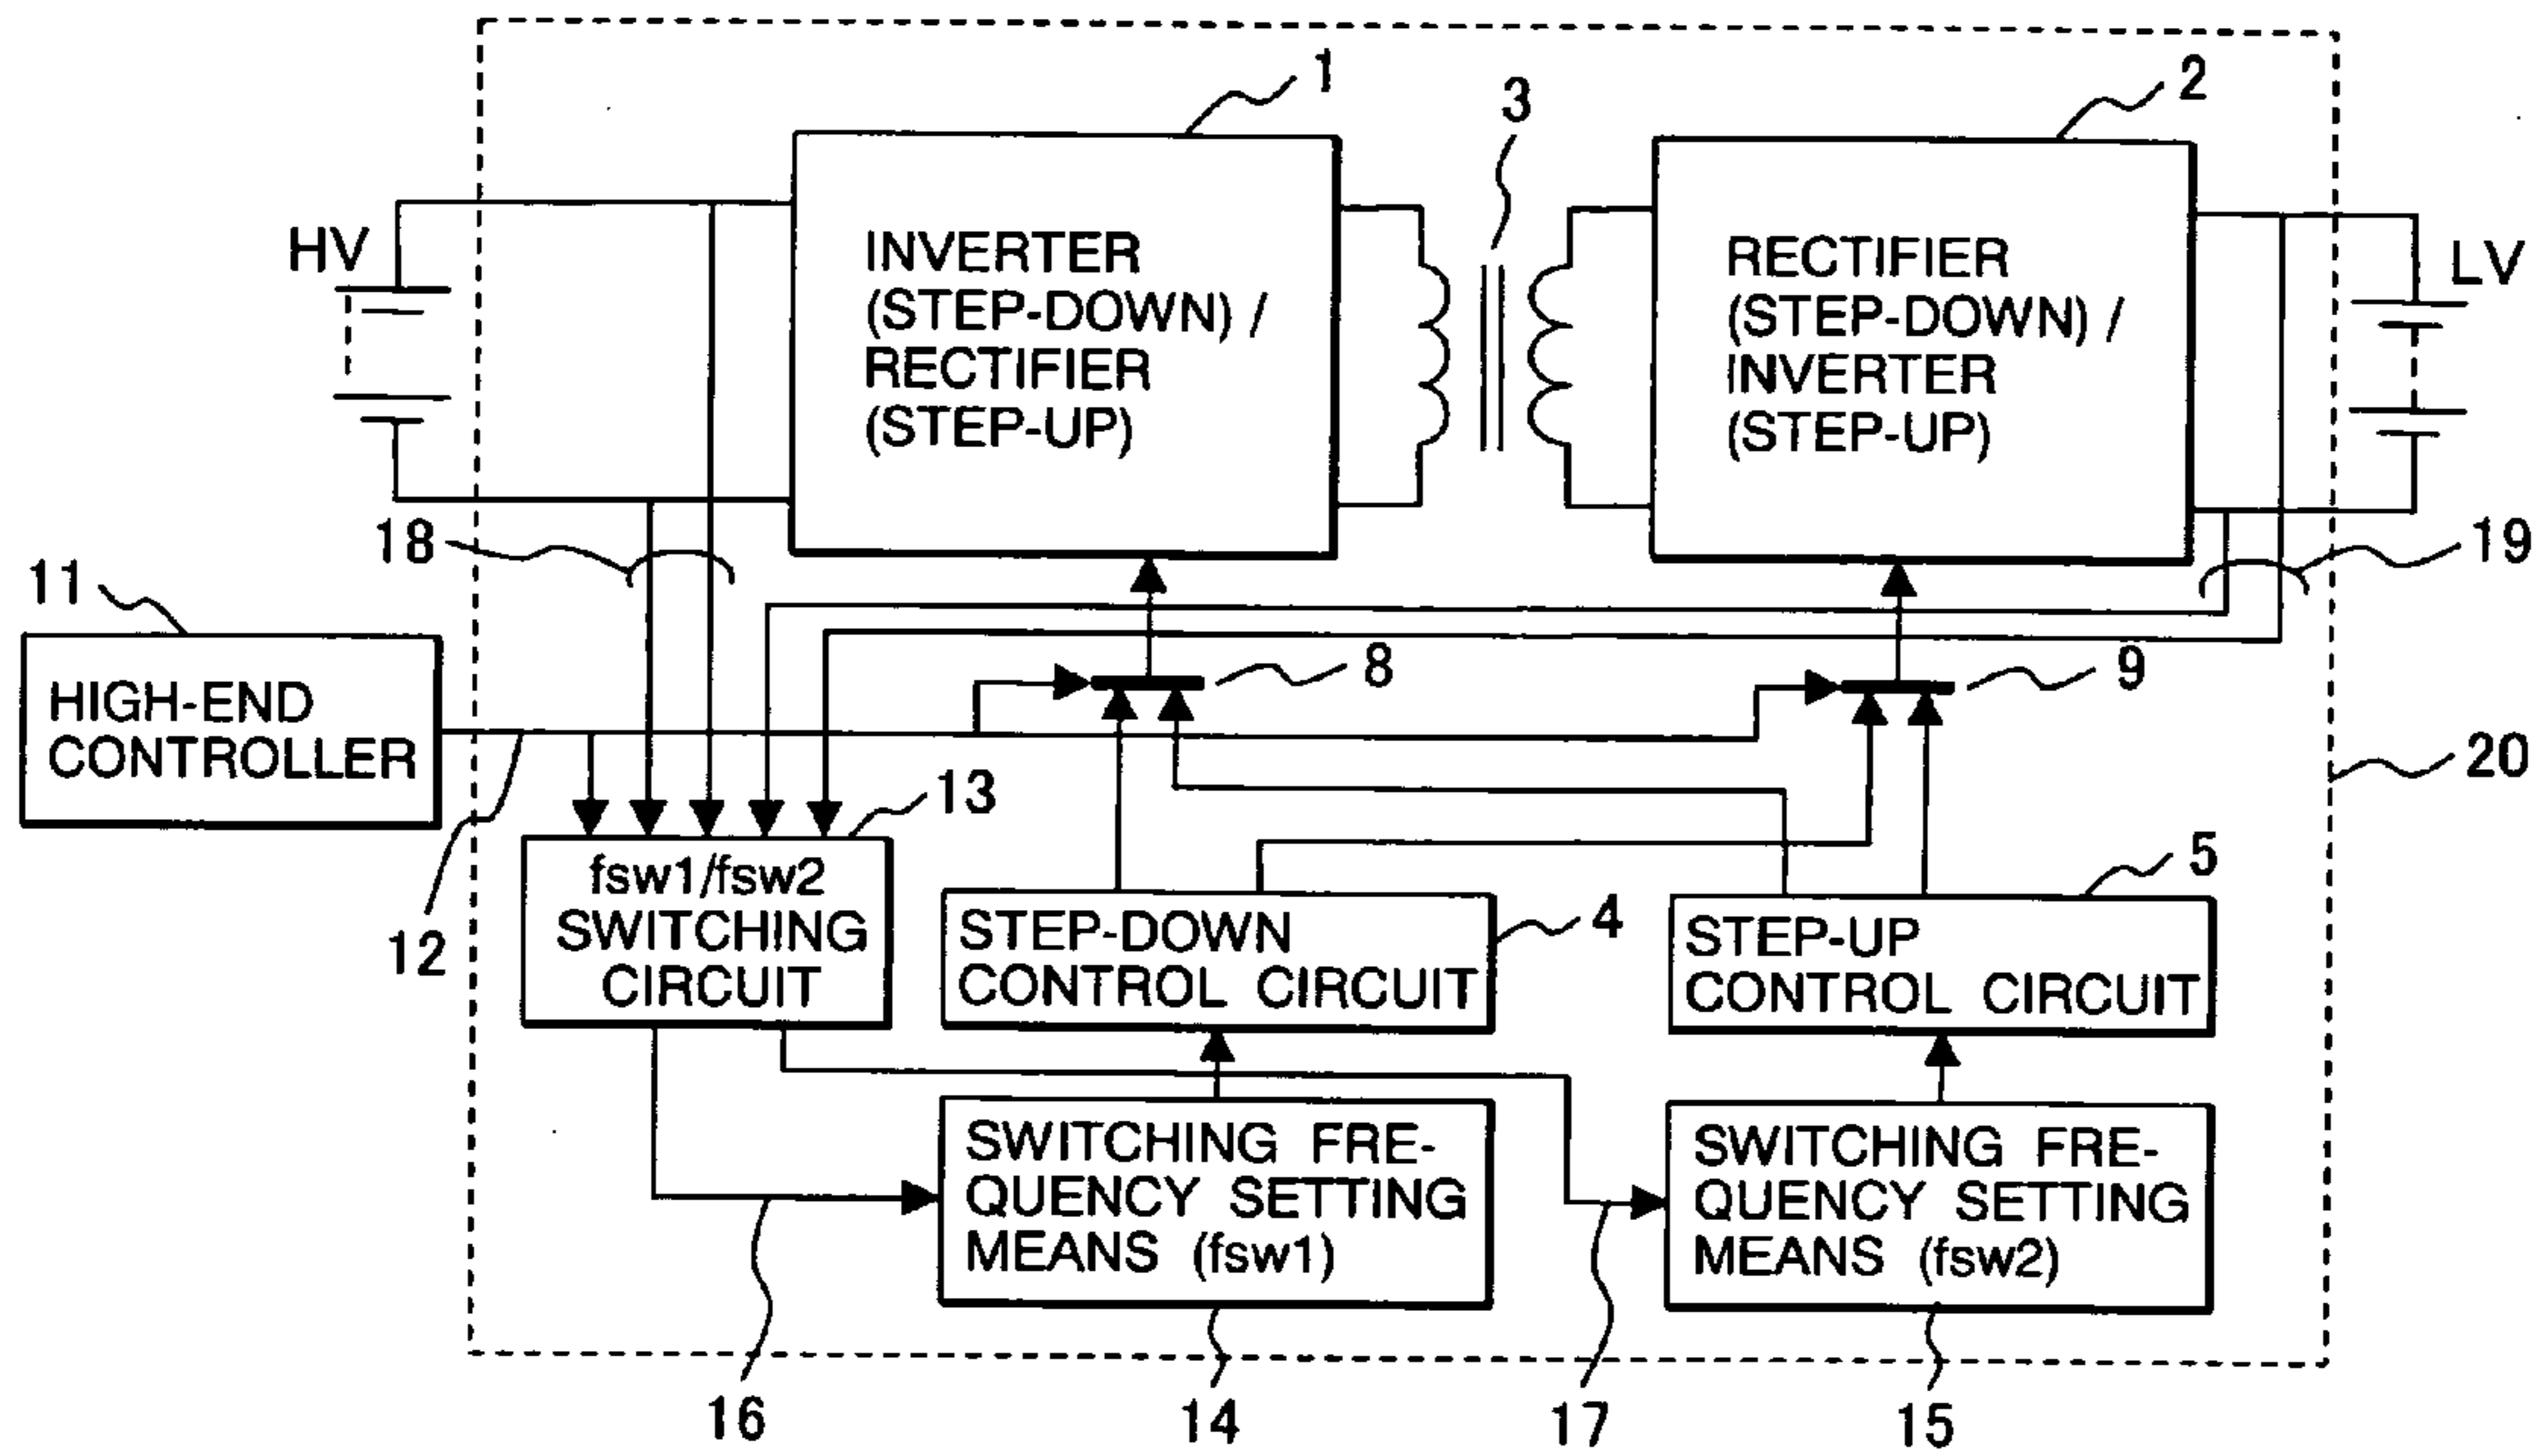 1
2
3
HV
INVERTER
(STEP-DOWN) /
RECTIFIER
(STEP-UP)
RECTIFIER
(STEP-DOWN) /
INVERTER
(STEP-UP)
LV
18
19
11
HIGH-END
CONTROLLER
8
9
20
12
13
fsw1/fsw2
SWITCHING
CIRCUIT
STEP-DOWN
CONTROL CIRCUIT
4
STEP-UP
CONTROL CIRCUIT
5
SWITCHING FRE-
QUENCY SETTING
MEANS (fsw1)
SWITCHING FRE-
QUENCY SETTING
MEANS (fsw2)
16
14
17
15